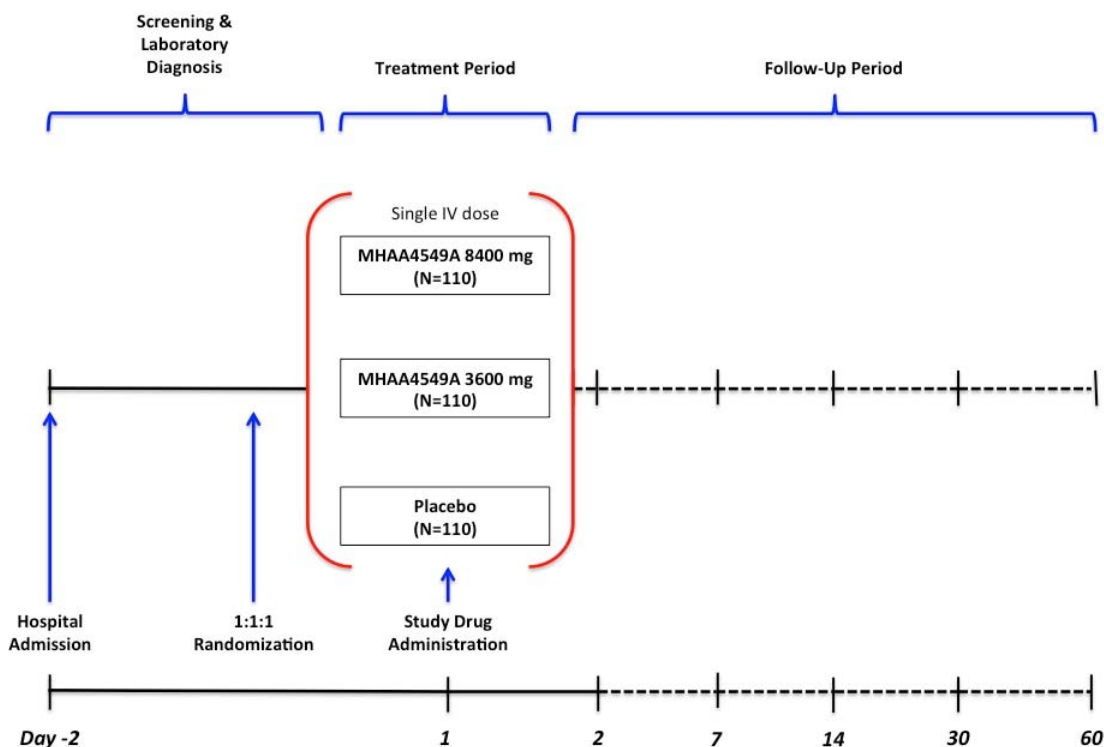 Screening &
Laboratory
Diagnosis
Treatment Period
Follow-Up Period
Single IV dose
MHAA4549A 8400 mg
(N=110)
MHAA4549A 3600 mg
(N=110)
Placebo
(N=110)
Hospital
Admission
1:1:1
Randomization
Study Drug
Administration
Day -2
1
2
7
14
30
60